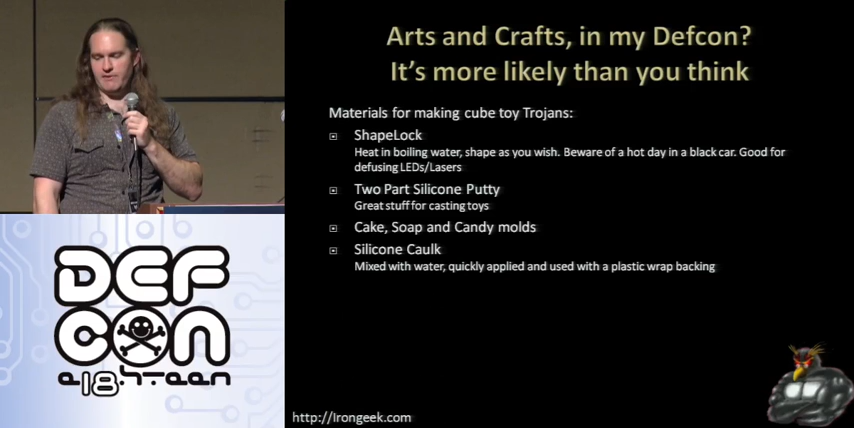 Arts and Crafts, in my Defcon?
It's more likely than you think
Materials for making cube toy Trojans:
ShapeLock
Heat in boiling water, shape as you wish. Beware of a hot day in a black car. Good for
defusing LEDs/Lasers
Two Part Silicone Putty
Great stuff for casting toys
Cake, Soap and Candy molds
Silicone Caulk
Mixed with water, quickly applied and used with a plastic wrap backing
DEF
CON
e18hteen
http://Irongeek.com